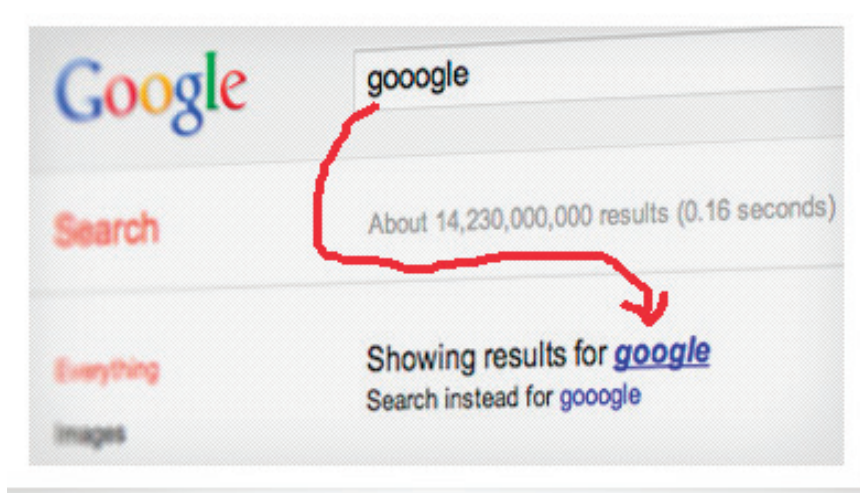 Google
gooogle
Search
About 14,230,000,000 results (0.16 seconds)
Everything
Showing results for google
Search instead for gooogle
Images